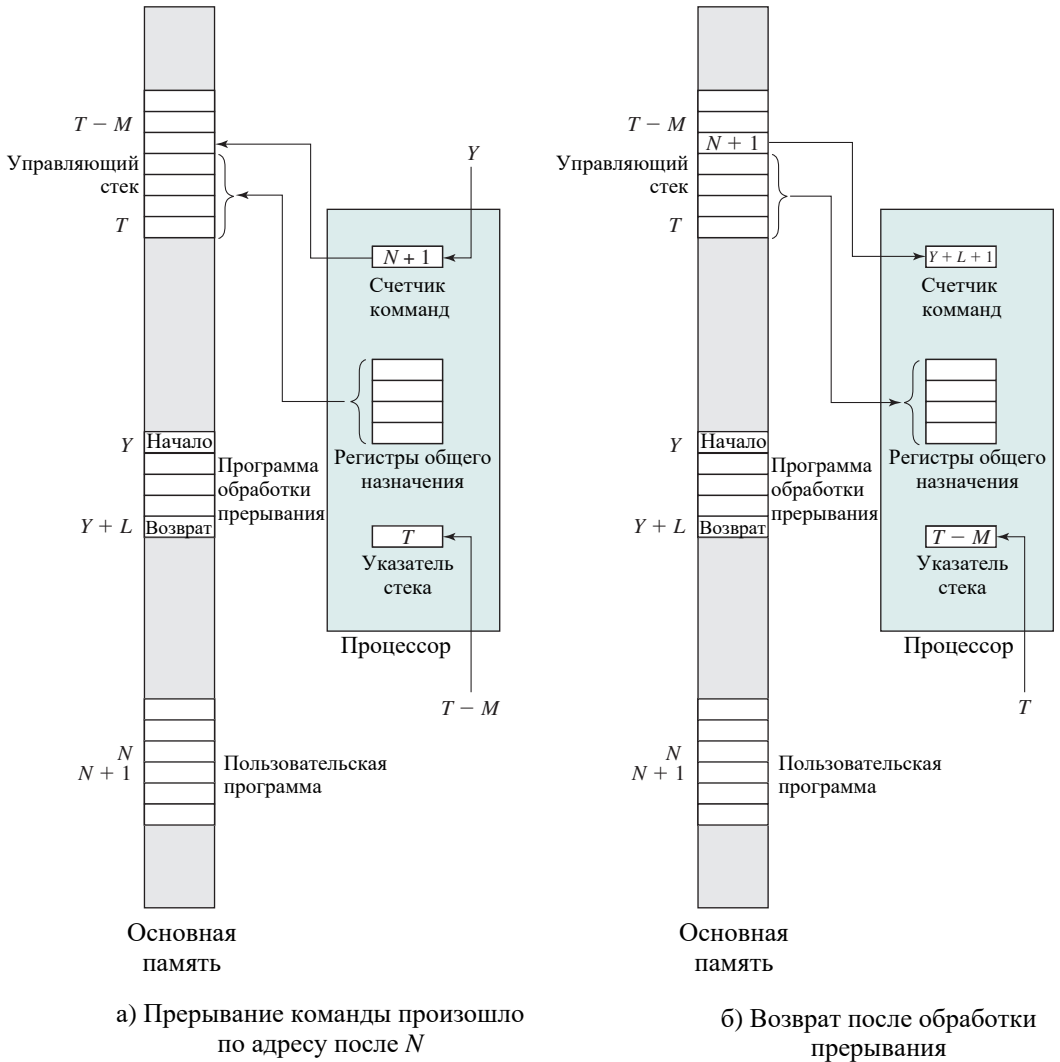 T − M
Управляющий
стек
T
Y
N + 1
Счетчик
комманд
Регистры общего
назначения
T
Указатель
стека
Процессор
T − M
Y
Начало
Программа
обработки
прерывания
Y + L
Возврат
N
N + 1
Пользовательская
программа
Основная
память
а) Прерывание команды произошло
по адресу после N
T − M
N + 1
Управляющий
стек
T
Y + L + 1
Счетчик
комманд
Регистры общего
назначения
T − M
Указатель
стека
Процессор
T
Y
Начало
Программа
обработки
прерывания
Y + L
Возврат
N
N + 1
Пользовательская
программа
Основная
память
б) Возврат после обработки
прерывания